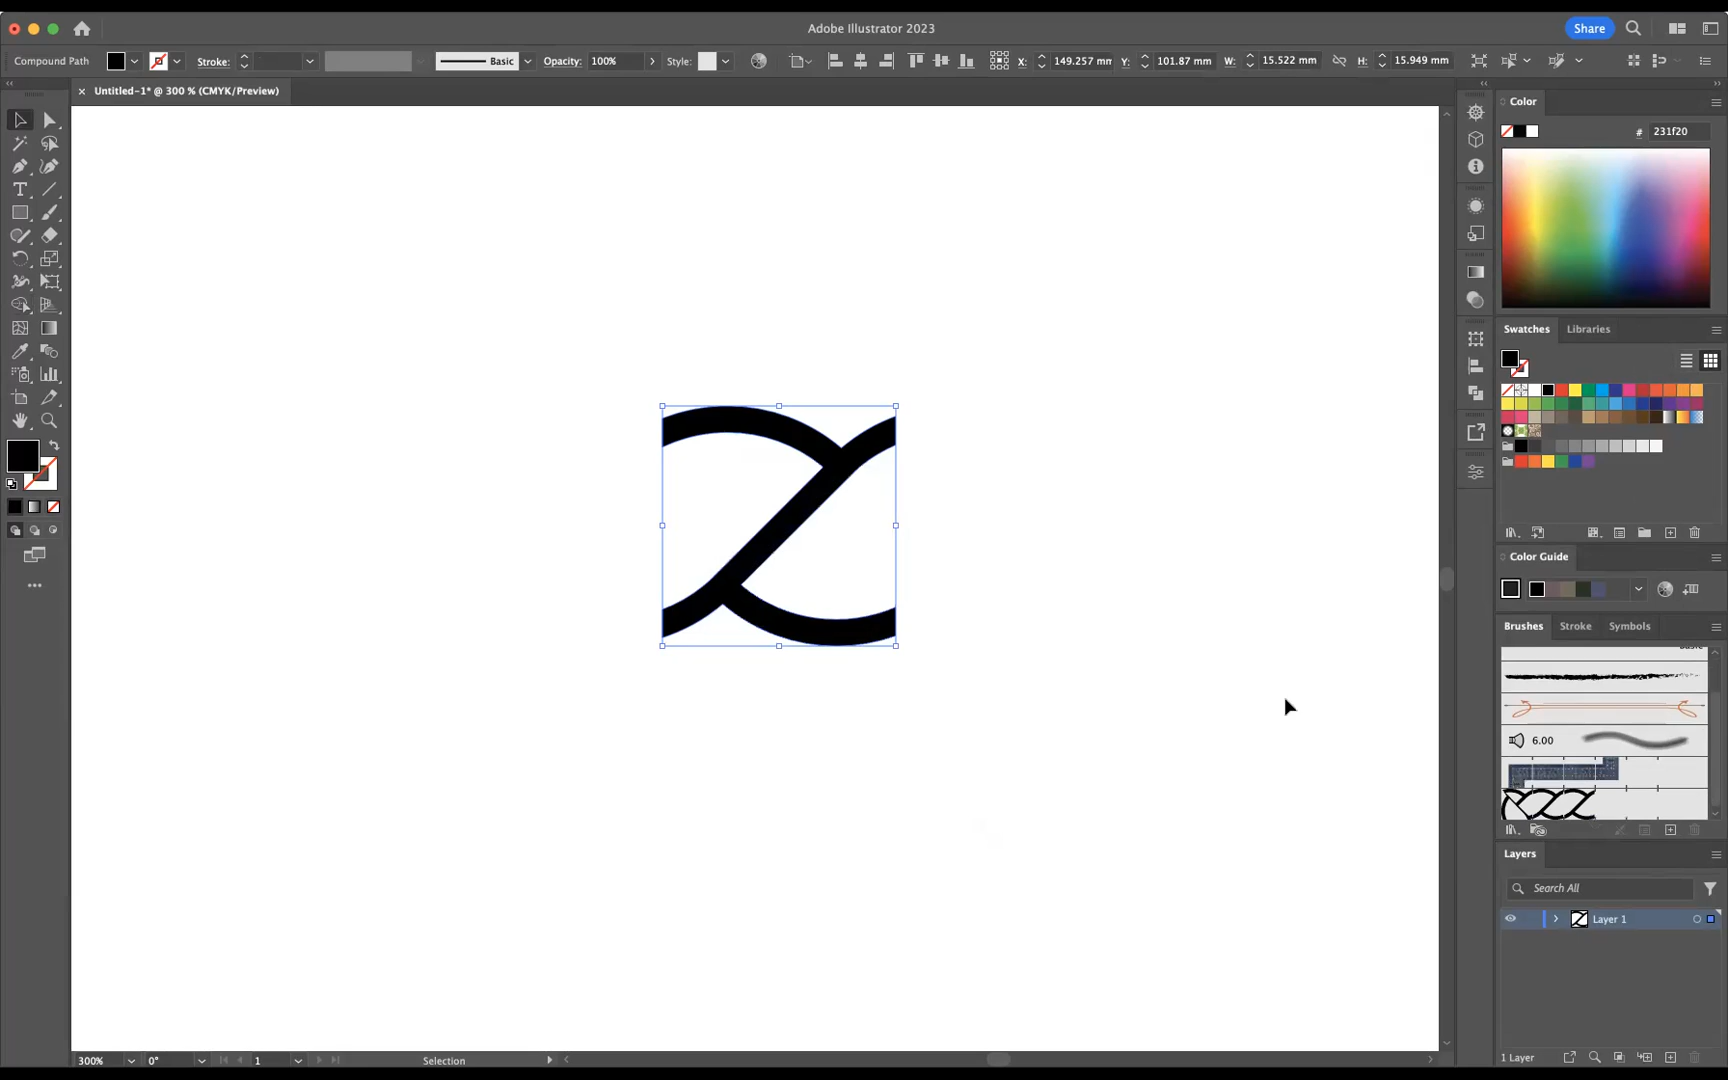 Adobe Illustrator 2023
Share
Compound Path
Stroke:
Basic
Opacity:
100%
Style:
X:
149.257 mm
Y:
101.87 mm
W:
15.522 mm
H:
15.949 mm
× Untitled-1* @ 300 % (CMYK/Preview)
Color
# 231f20
Swatches
Libraries
Color Guide
Brushes
Stroke
Symbols
Basic
6.00
Layers
Search All
Layer 1
1 Layer
300%
0°
1
Selection